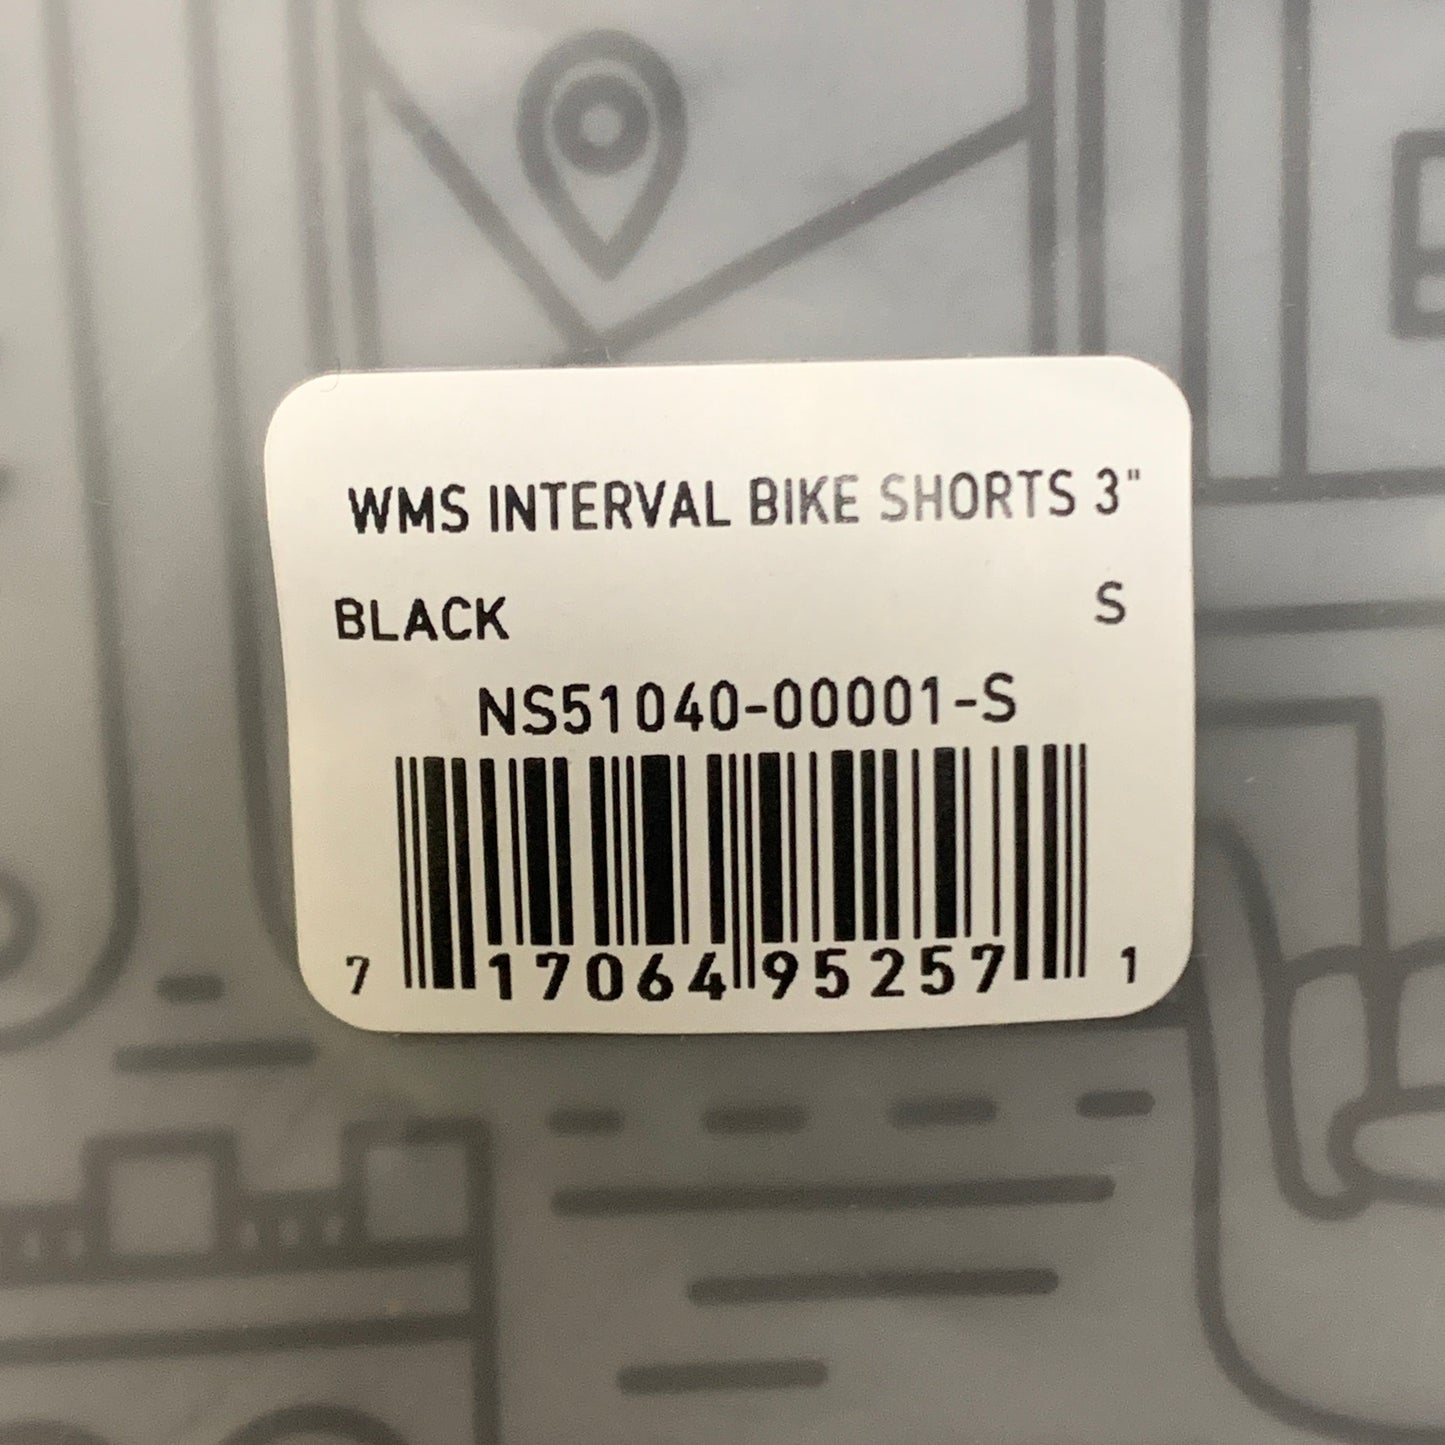 WMS INTERVAL BIKE SHORTS 3"
BLACK S
NS51040-00001-S
7 17064 95257 1